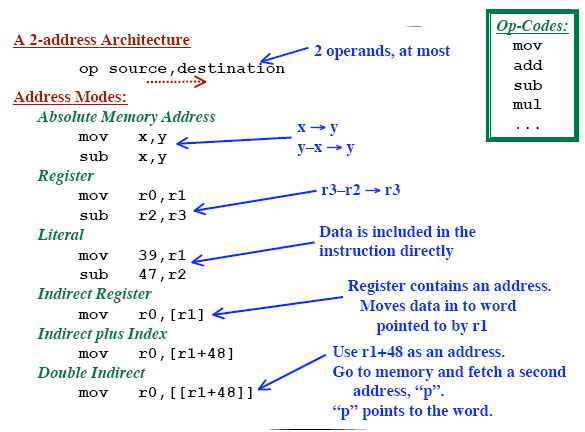 A 2-address Architecture
2 operands, at most
op source,destination
Op-Codes:
mov
add
sub
mul
...
Address Modes:
Absolute Memory Address
mov x,y
sub x,y
x → y
y–x → y
Register
mov r0,r1
sub r2,r3
r3–r2 → r3
Literal
mov 39,r1
sub 47,r2
Data is included in the
instruction directly
Indirect Register
mov r0,[r1]
Register contains an address.
Moves data in to word
pointed to by r1
Indirect plus Index
mov r0,[r1+48]
Double Indirect
mov r0,[[r1+48]]
Use r1+48 as an address.
Go to memory and fetch a second
address, “p”.
“p” points to the word.